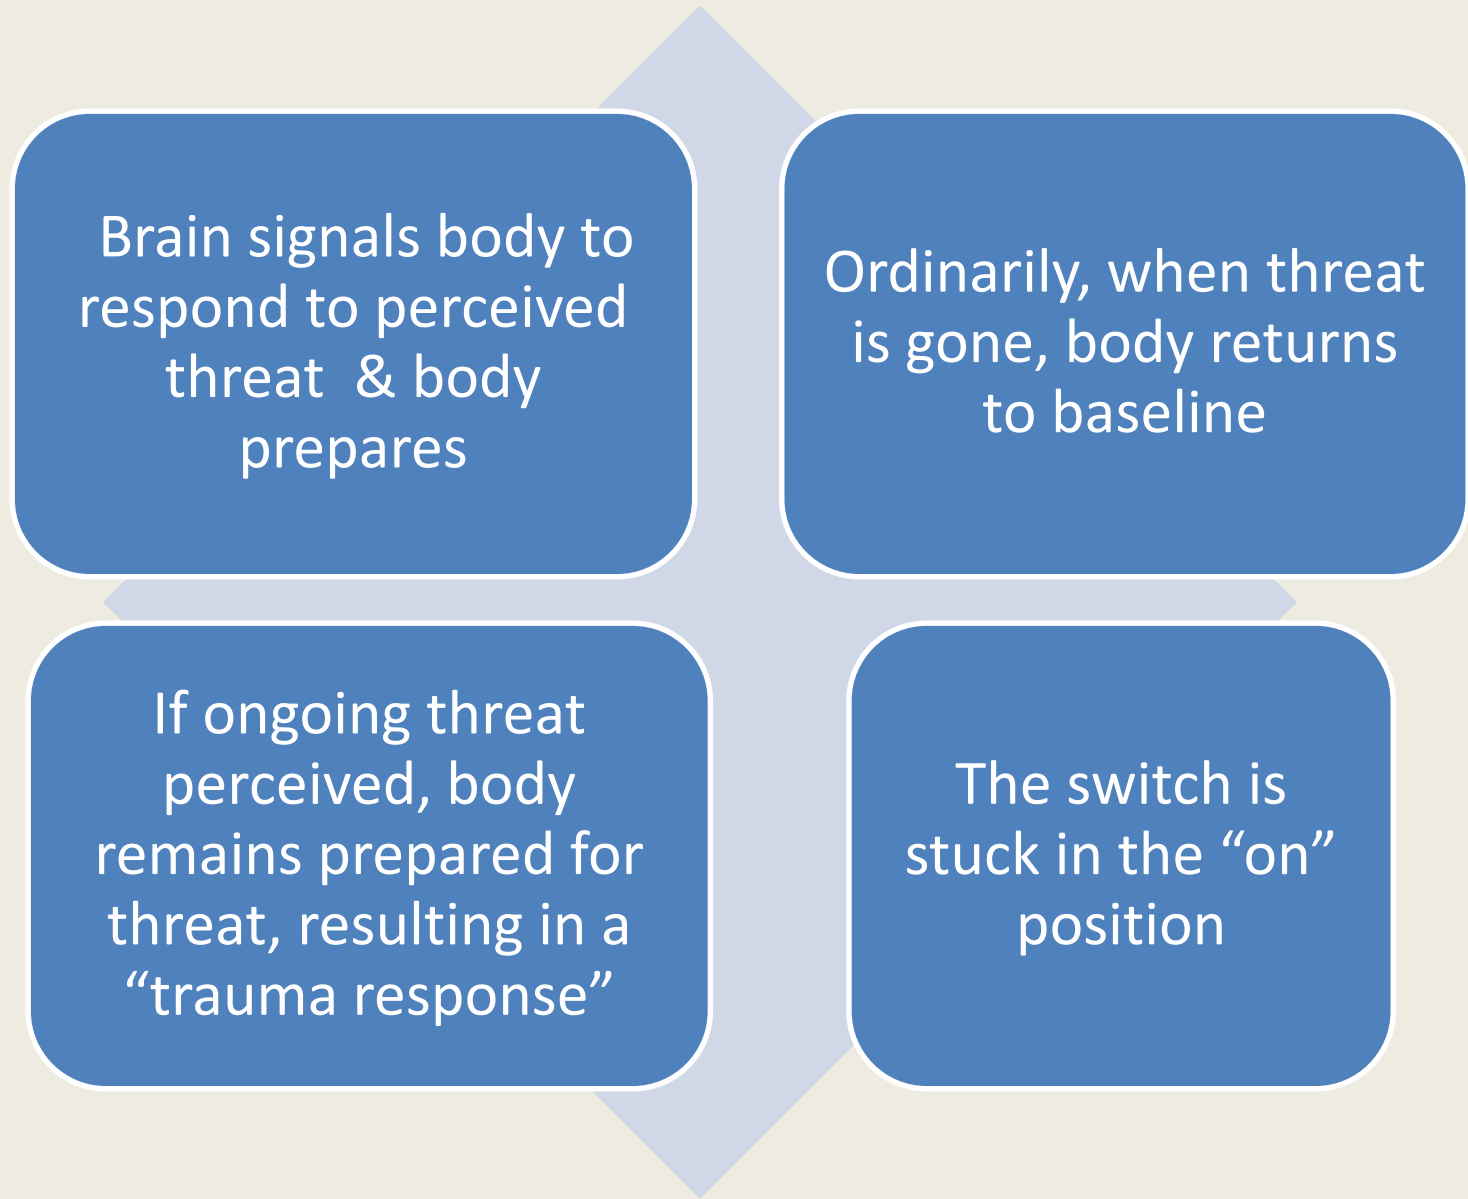 Brain signals body to
respond to perceived
threat  & body
prepares
Ordinarily, when threat
is gone, body returns
to baseline
If ongoing threat
perceived, body
remains prepared for
threat, resulting in a
“trauma response”
The switch is
stuck in the “on”
position